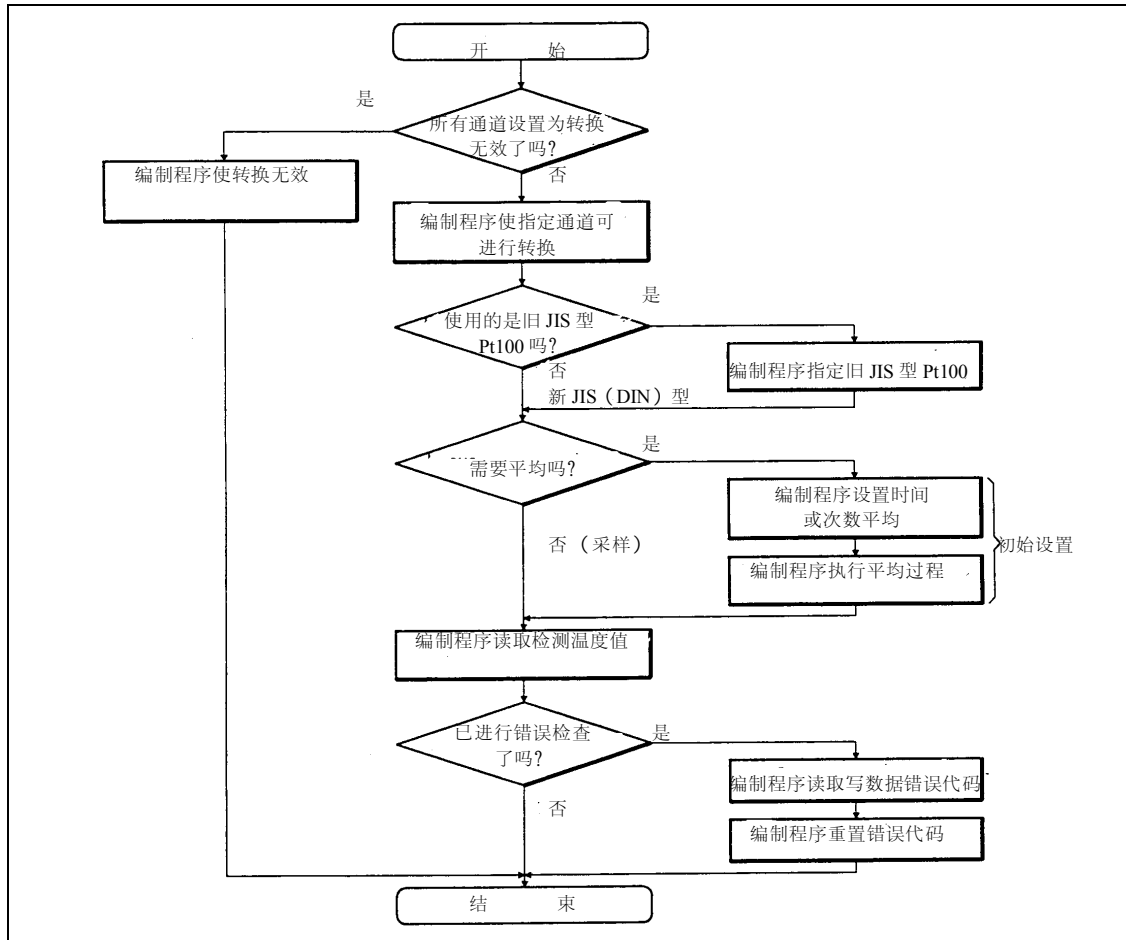 开 始
是
所有通道设置为转换
无效了吗？
编制程序使转换无效
否
编制程序使指定通道可
进行转换
是
使用的是旧 JIS 型
Pt100 吗？
编制程序指定旧 JIS 型 Pt100
否
新 JIS（DIN）型
是
需要平均吗？
编制程序设置时间
或次数平均
否（采样）
初始设置
编制程序执行平均过程
编制程序读取检测温度值
已进行错误检查
是
了吗？
编制程序读取写数据错误代码
否
编制程序重置错误代码
结 束